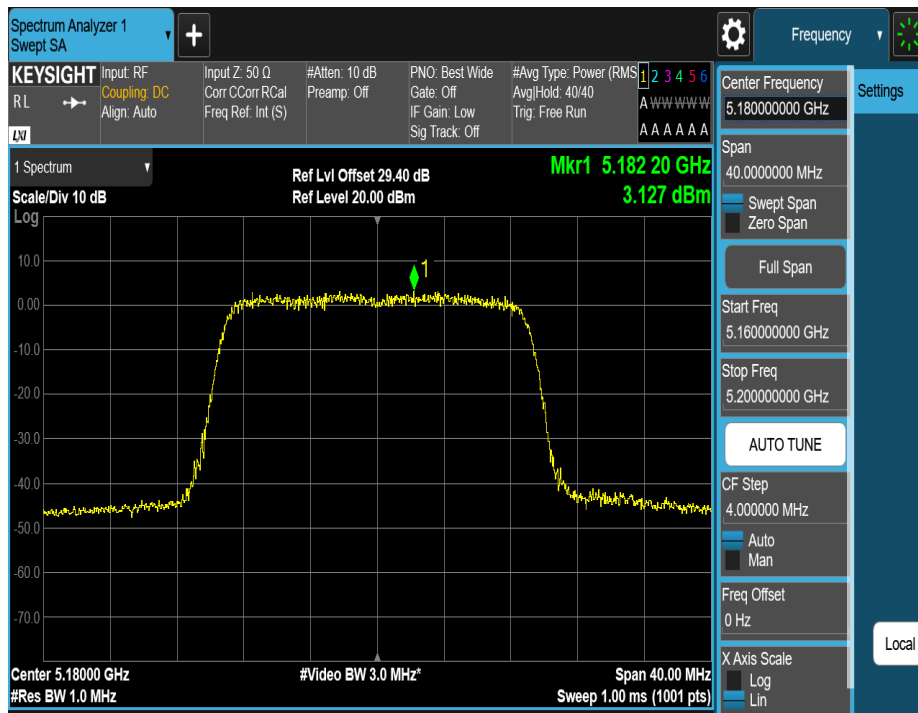 Spectrum Analyzer 1
Swept SA
+
Frequency
KEYSIGHT
RL
LXI
Input: RF
Coupling: DC
Align: Auto
Input Z: 50 Ω
Corr CCorr RCal
Freq Ref: Int (S)
#Atten: 10 dB
Preamp: Off
PNO: Best Wide
Gate: Off
IF Gain: Low
Sig Track: Off
#Avg Type: Power (RMS
Avg|Hold: 40/40
Trig: Free Run
1 2 3 4 5 6
A W W W W W
A A A A A A
1 Spectrum
Scale/Div 10 dB
Log
Ref Lvl Offset 29.40 dB
Ref Level 20.00 dBm
Mkr1 5.182 20 GHz
3.127 dBm
1
10.0
0.00
-10.0
-20.0
-30.0
-40.0
-50.0
-60.0
-70.0
Center 5.18000 GHz
#Res BW 1.0 MHz
#Video BW 3.0 MHz*
Span 40.00 MHz
Sweep 1.00 ms (1001 pts)
Center Frequency
5.180000000 GHz
Settings
Span
40.0000000 MHz
Swept Span
Zero Span
Full Span
Start Freq
5.160000000 GHz
Stop Freq
5.200000000 GHz
AUTO TUNE
CF Step
4.000000 MHz
Auto
Man
Freq Offset
0 Hz
Local
X Axis Scale
Log
Lin